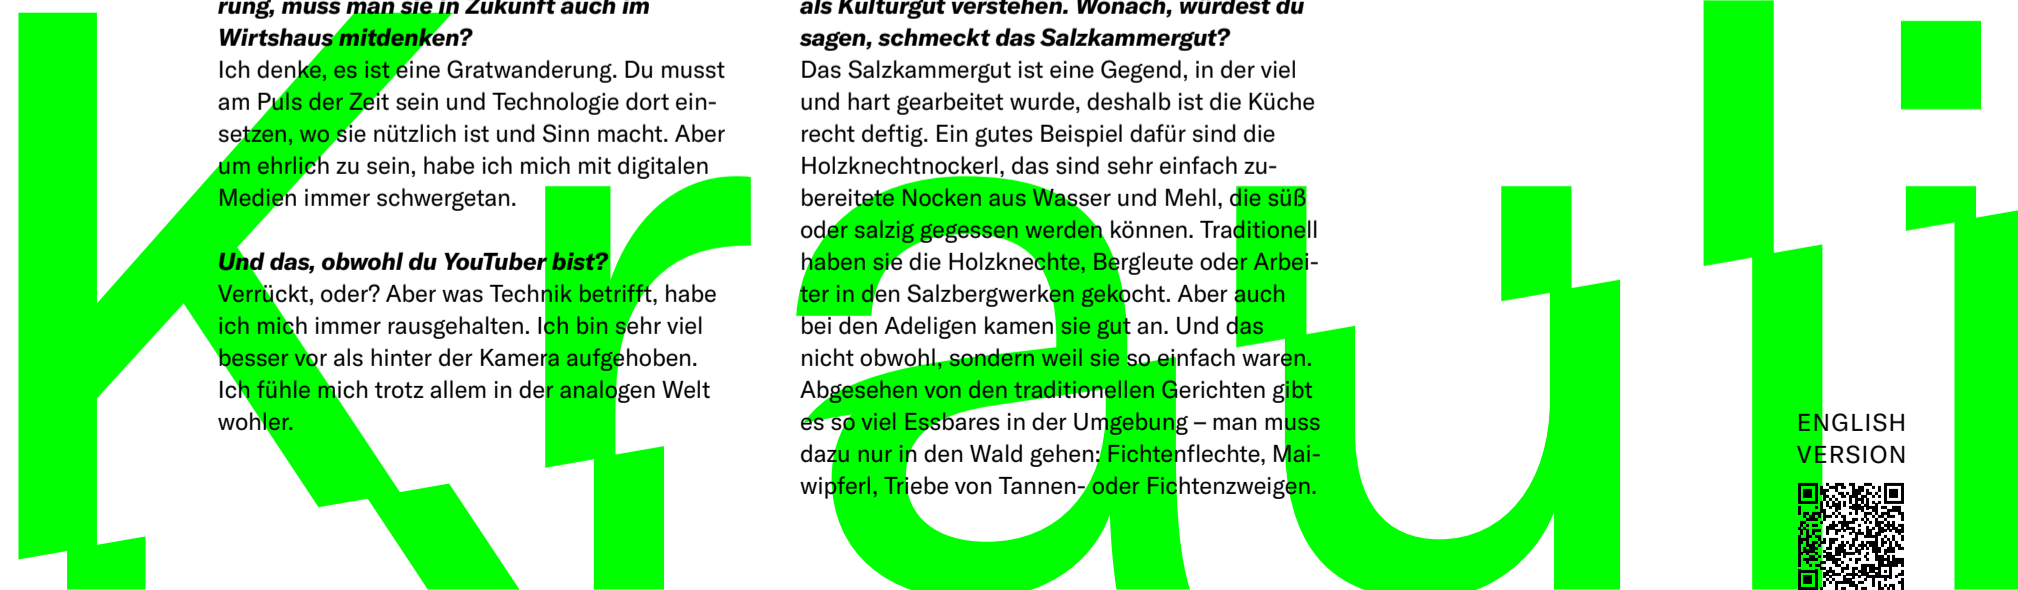 rung, muss man sie in Zukunft auch im
Wirtshaus mitdenken?
Ich denke, es ist eine Gratwanderung. Du musst
am Puls der Zeit sein und Technologie dort ein-
setzen, wo sie nützlich ist und Sinn macht. Aber
um ehrlich zu sein, habe ich mich mit digitalen
Medien immer schwergetan.
Und das, obwohl du YouTuber bist?
Verrückt, oder? Aber was Technik betrifft, habe
ich mich immer rausgehalten. Ich bin sehr viel
besser vor als hinter der Kamera aufgehoben.
Ich fühle mich trotz allem in der analogen Welt
wohler.
als Kulturgut verstehen. Wonach, würdest du
sagen, schmeckt das Salzkammergut?
Das Salzkammergut ist eine Gegend, in der viel
und hart gearbeitet wurde, deshalb ist die Küche
recht deftig. Ein gutes Beispiel dafür sind die
Holzknechtnockerl, das sind sehr einfach zu-
bereitete Nocken aus Wasser und Mehl, die süß
oder salzig gegessen werden können. Traditionell
haben sie die Holzknechte, Bergleute oder Arbei-
ter in den Salzbergwerken gekocht. Aber auch
bei den Adeligen kamen sie gut an. Und das
nicht obwohl, sondern weil sie so einfach waren.
Abgesehen von den traditionellen Gerichten gibt
es so viel Essbares in der Umgebung – man muss
dazu nur in den Wald gehen: Fichtenflechte, Mai-
wipferl, Triebe von Tannen- oder Fichtenzweigen.
Krauli
ENGLISH
VERSION